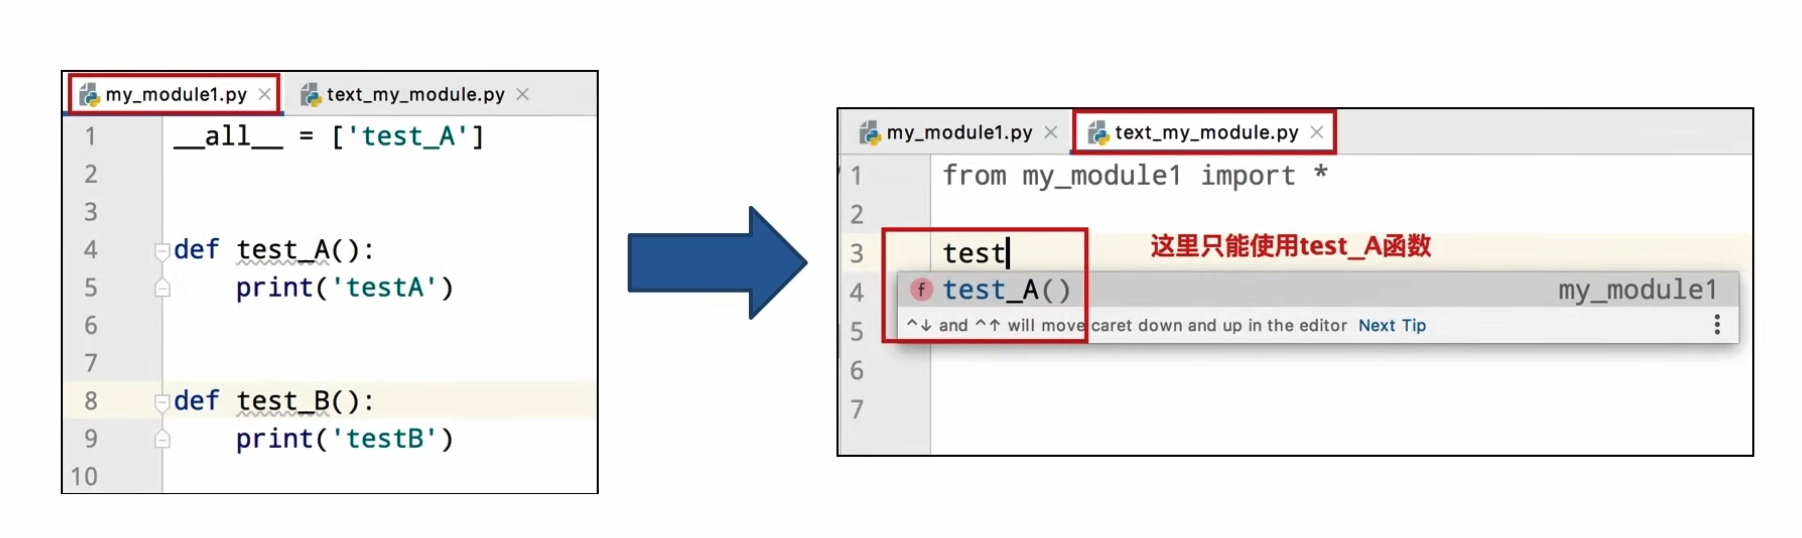 my_module1.py × text_my_module.py ×
1 __all__ = ['test_A']
2
3
4 def test_A():
5 print('testA')
6
7
8 def test_B():
9 print('testB')
10
my_module1.py × text_my_module.py ×
1 from my_module1 import *
2
3 test 这里只能使用test_A函数
4 f test_A() my_module1
5 ^↓ and ^↑ will move caret down and up in the editor Next Tip
6
7